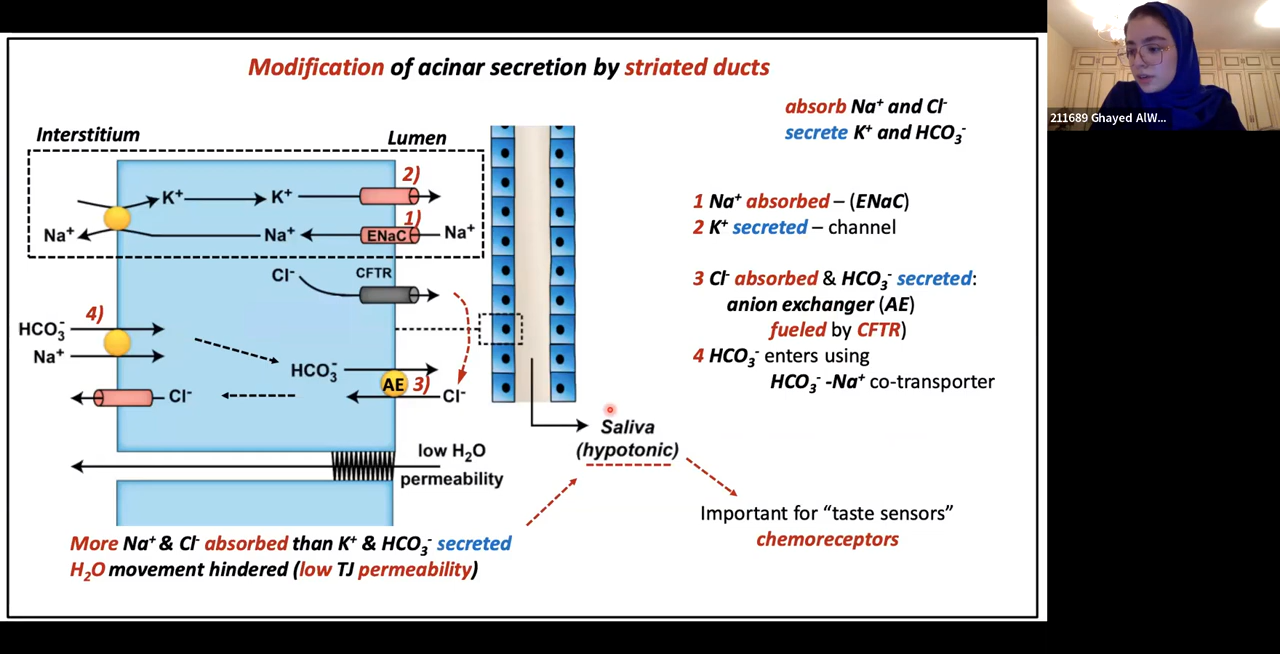 Modification of acinar secretion by striated ducts
absorb Na⁺ and Cl⁻
secrete K⁺ and HCO₃⁻
Interstitium
Lumen
2)
K⁺
K⁺
1)
Na⁺
Na⁺
ENaC
Na⁺
Cl⁻
CFTR
4)
HCO₃⁻
Na⁺
HCO₃⁻
AE 3)
Cl⁻
Cl⁻
low H₂O
permeability
1 Na⁺ absorbed – (ENaC)
2 K⁺ secreted – channel
3 Cl⁻ absorbed & HCO₃⁻ secreted:
anion exchanger (AE)
fueled by CFTR)
4 HCO₃⁻ enters using
HCO₃⁻ -Na⁺ co-transporter
Saliva
(hypotonic)
Important for “taste sensors”
chemoreceptors
More Na⁺ & Cl⁻ absorbed than K⁺ & HCO₃⁻ secreted
H₂O movement hindered (low TJ permeability)
211689 Ghayed AlW...